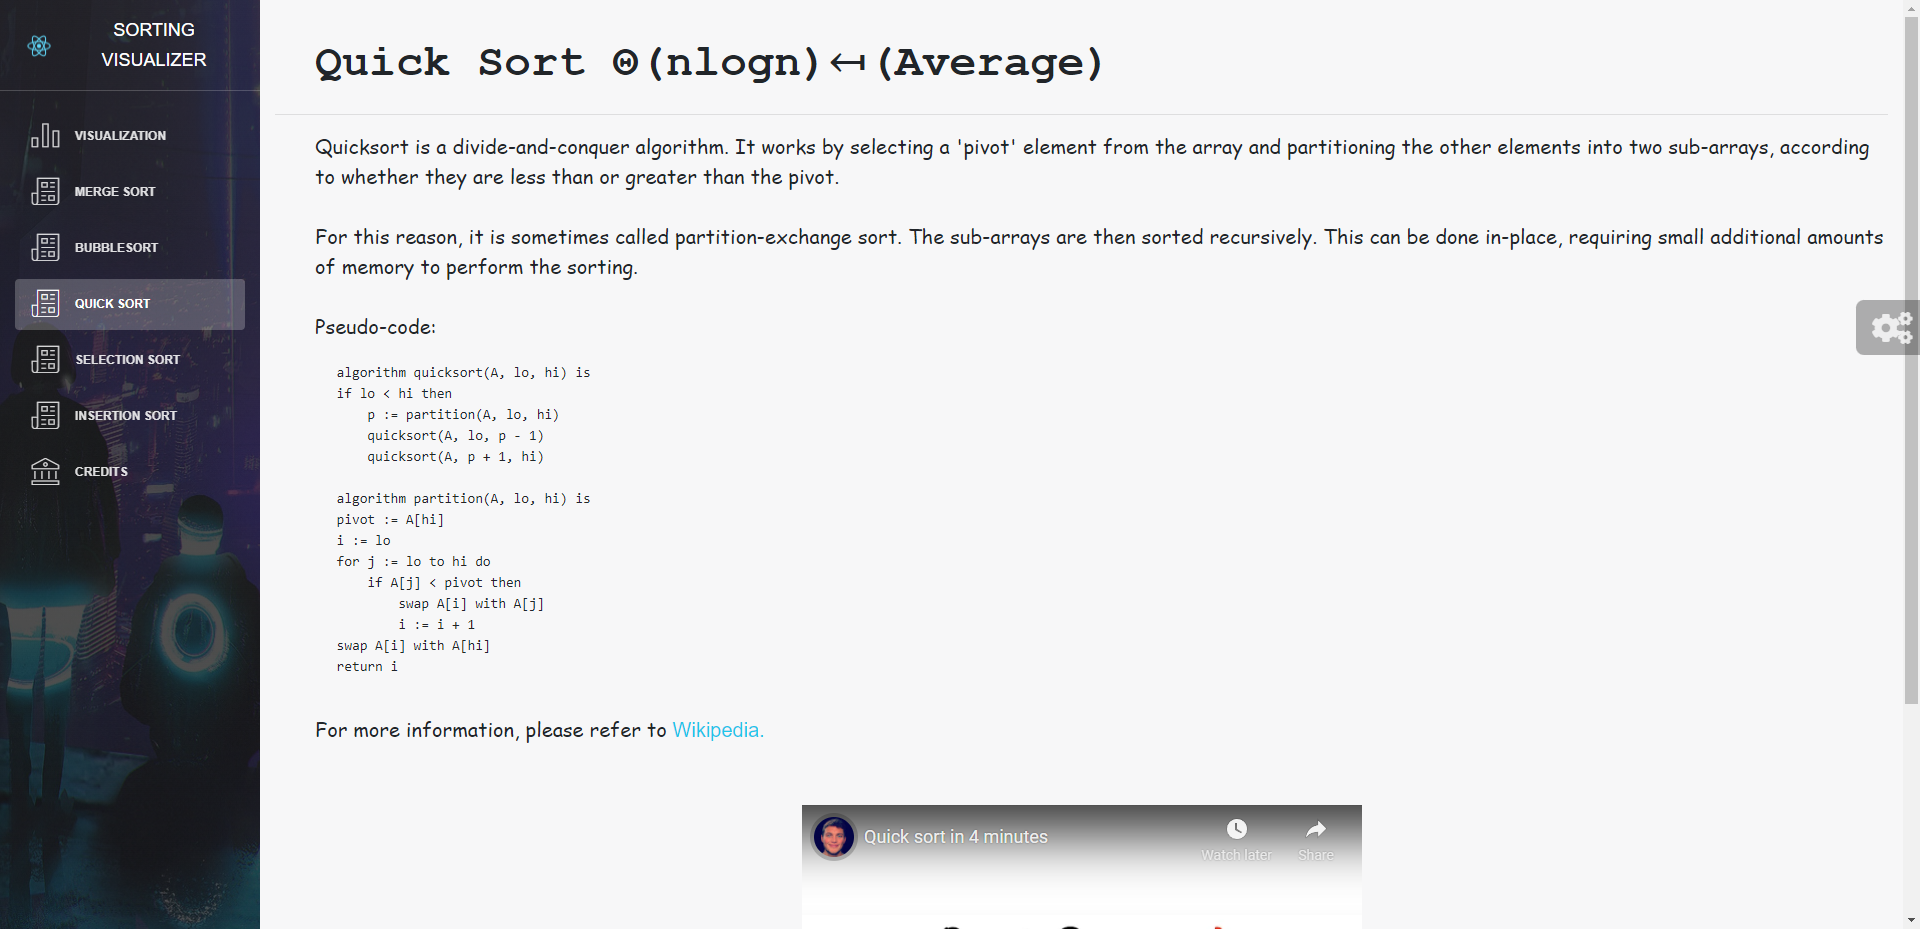 SORTING
VISUALIZER
VISUALIZATION
MERGE SORT
BUBBLESORT
QUICK SORT
SELECTION SORT
INSERTION SORT
CREDITS
Quick Sort Θ(nlogn)↤(Average)
Quicksort is a divide-and-conquer algorithm. It works by selecting a 'pivot' element from the array and partitioning the other elements into two sub-arrays, according
to whether they are less than or greater than the pivot.
For this reason, it is sometimes called partition-exchange sort. The sub-arrays are then sorted recursively. This can be done in-place, requiring small additional amounts
of memory to perform the sorting.
Pseudo-code:
algorithm quicksort(A, lo, hi) is
if lo < hi then
    p := partition(A, lo, hi)
    quicksort(A, lo, p - 1)
    quicksort(A, p + 1, hi)
algorithm partition(A, lo, hi) is
pivot := A[hi]
i := lo
for j := lo to hi do
    if A[j] < pivot then
        swap A[i] with A[j]
        i := i + 1
swap A[i] with A[hi]
return i
For more information, please refer to Wikipedia.
Quick sort in 4 minutes
Watch later
Share